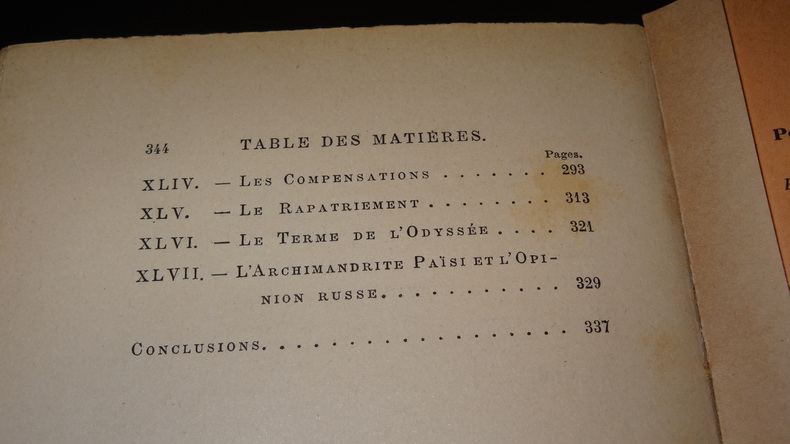 344 TABLE DES MATIÈRES.
Pages.
XLIV. — LES COMPENSATIONS . . . . . . . 293
XLV. — LE RAPATRIEMENT . . . . . . . . 313
XLVI. — LE TERME DE L'ODYSSÉE . . . . 321
XLVII. — L'ARCHIMANDRITE PAÏSI ET L'OPI-
NION RUSSE. . . . . . . . . . . . 329
CONCLUSIONS. . . . . . . . . . . . . . . . . . 337